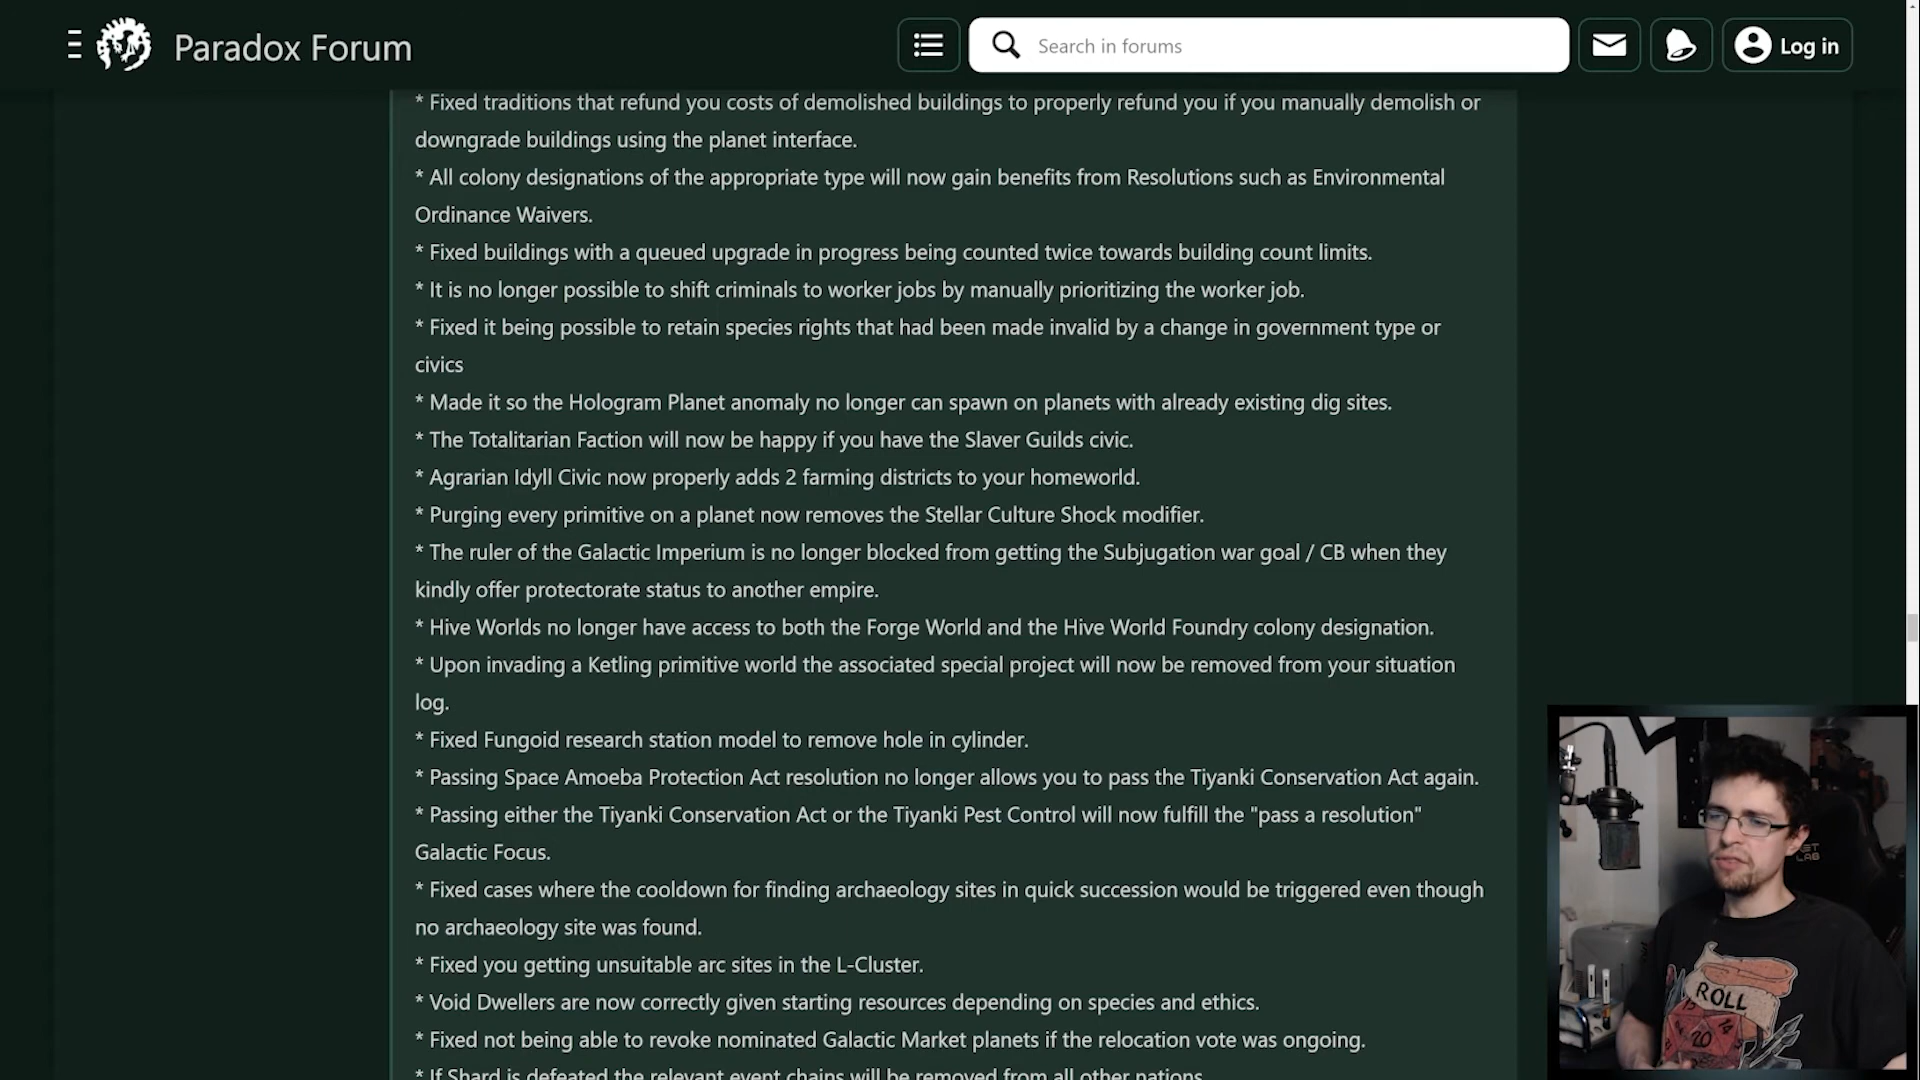 Paradox Forum
Search in forums
Log in
* Fixed traditions that refund you costs of demolished buildings to properly refund you if you manually demolish or
downgrade buildings using the planet interface.
* All colony designations of the appropriate type will now gain benefits from Resolutions such as Environmental
Ordinance Waivers.
* Fixed buildings with a queued upgrade in progress being counted twice towards building count limits.
* It is no longer possible to shift criminals to worker jobs by manually prioritizing the worker job.
* Fixed it being possible to retain species rights that had been made invalid by a change in government type or
civics
* Made it so the Hologram Planet anomaly no longer can spawn on planets with already existing dig sites.
* The Totalitarian Faction will now be happy if you have the Slaver Guilds civic.
* Agrarian Idyll Civic now properly adds 2 farming districts to your homeworld.
* Purging every primitive on a planet now removes the Stellar Culture Shock modifier.
* The ruler of the Galactic Imperium is no longer blocked from getting the Subjugation war goal / CB when they
kindly offer protectorate status to another empire.
* Hive Worlds no longer have access to both the Forge World and the Hive World Foundry colony designation.
* Upon invading a Ketling primitive world the associated special project will now be removed from your situation
log.
* Fixed Fungoid research station model to remove hole in cylinder.
* Passing Space Amoeba Protection Act resolution no longer allows you to pass the Tiyanki Conservation Act again.
* Passing either the Tiyanki Conservation Act or the Tiyanki Pest Control will now fulfill the "pass a resolution"
Galactic Focus.
* Fixed cases where the cooldown for finding archaeology sites in quick succession would be triggered even though
no archaeology site was found.
* Fixed you getting unsuitable arc sites in the L-Cluster.
* Void Dwellers are now correctly given starting resources depending on species and ethics.
* Fixed not being able to revoke nominated Galactic Market planets if the relocation vote was ongoing.
* If Shard is defeated the relevant event chains will be removed from all other nations
ROLL
20